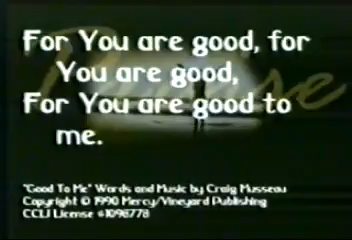 For You are good, for
You are good,
For You are good to
me.
"Good To Me" Words and Music by Craig Musseau
Copyright © 1990 Mercy/Vineyard Publishing
CCLI License #1098778